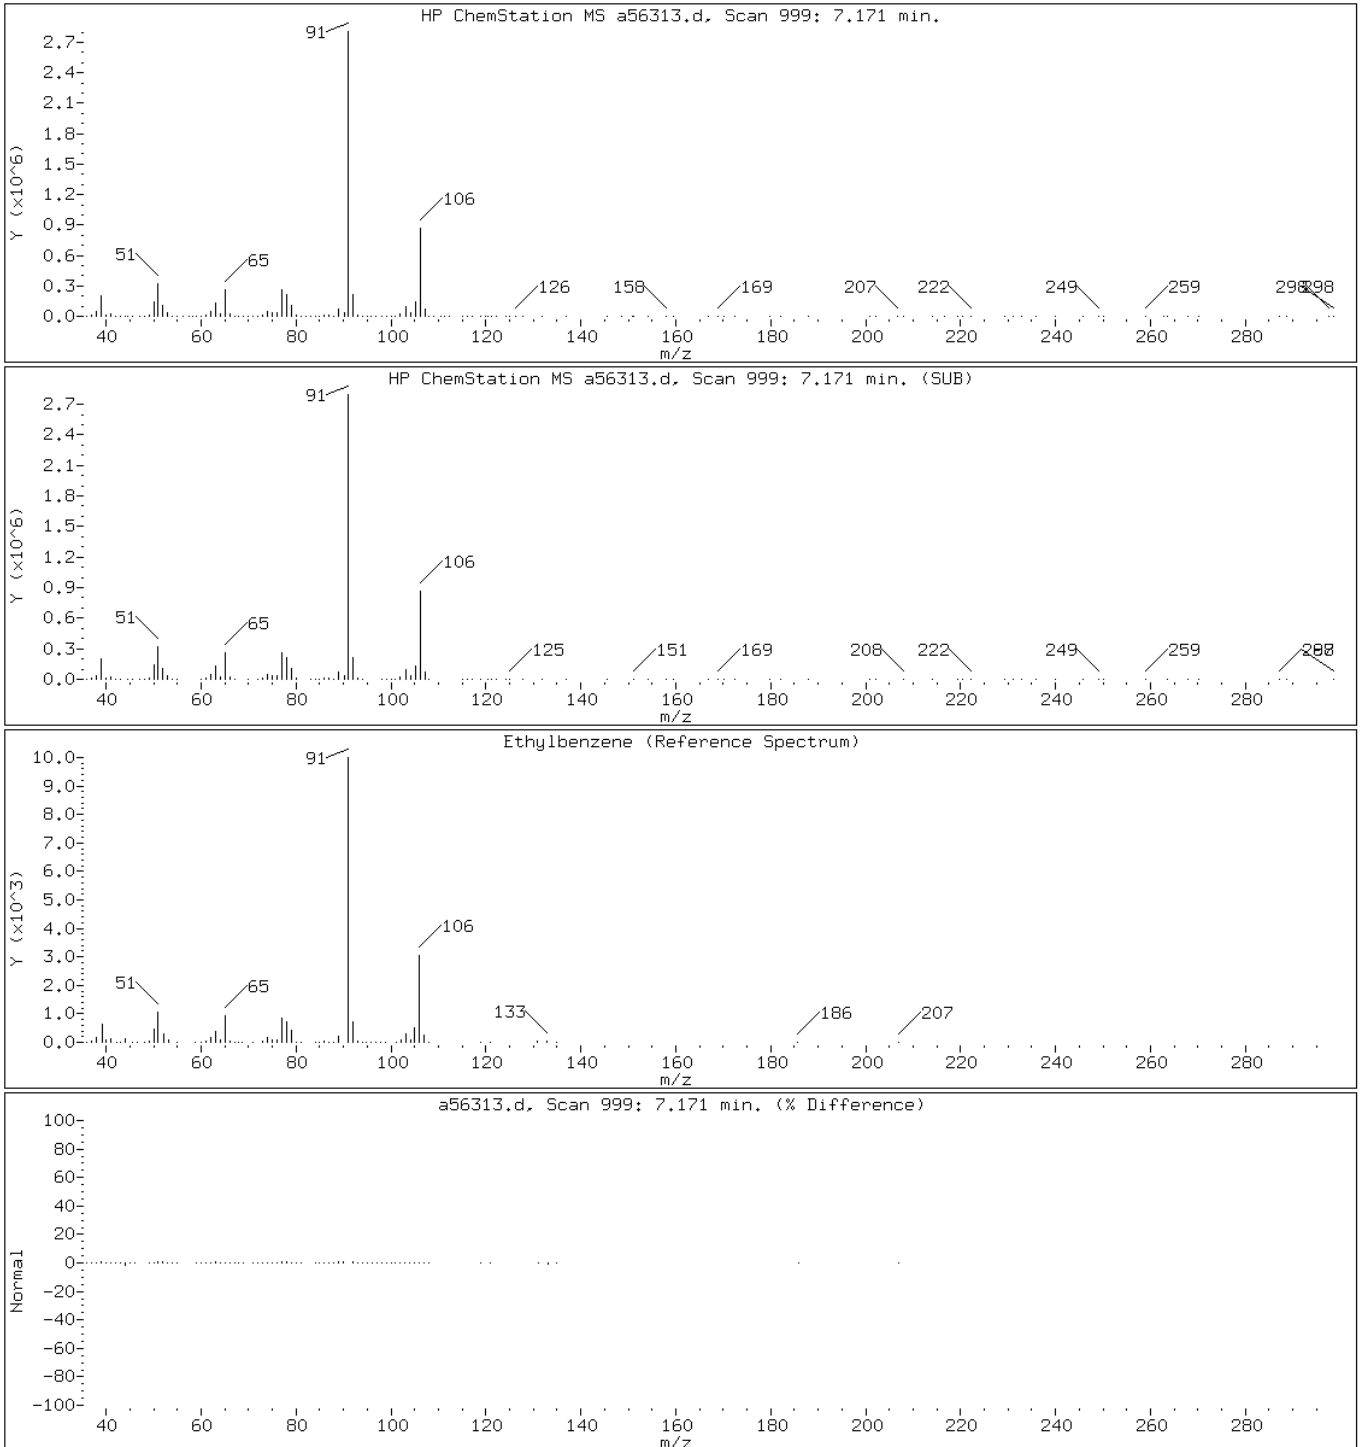 HP ChemStation MS a56313.d, Scan 999: 7.171 min.
Y (x10^6)
2.7
2.4
2.1
1.8
1.5
1.2
0.9
0.6
0.3
0.0
91
106
51
65
126 158 169 207 222 249 259 298 298
40 60 80 100 120 140 160 180 200 220 240 260 280
m/z
HP ChemStation MS a56313.d, Scan 999: 7.171 min. (SUB)
Y (x10^6)
2.7
2.4
2.1
1.8
1.5
1.2
0.9
0.6
0.3
0.0
91
106
51
65
125 151 169 208 222 249 259
40 60 80 100 120 140 160 180 200 220 240 260 280
m/z
Ethylbenzene (Reference Spectrum)
Y (x10^3)
10.0
9.0
8.0
7.0
6.0
5.0
4.0
3.0
2.0
1.0
0.0
91
106
51
65
133 186 207
40 60 80 100 120 140 160 180 200 220 240 260 280
m/z
a56313.d, Scan 999: 7.171 min. (% Difference)
Normal
100
80
60
40
20
0
-20
-40
-60
-80
-100
40 60 80 100 120 140 160 180 200 220 240 260 280
m/z